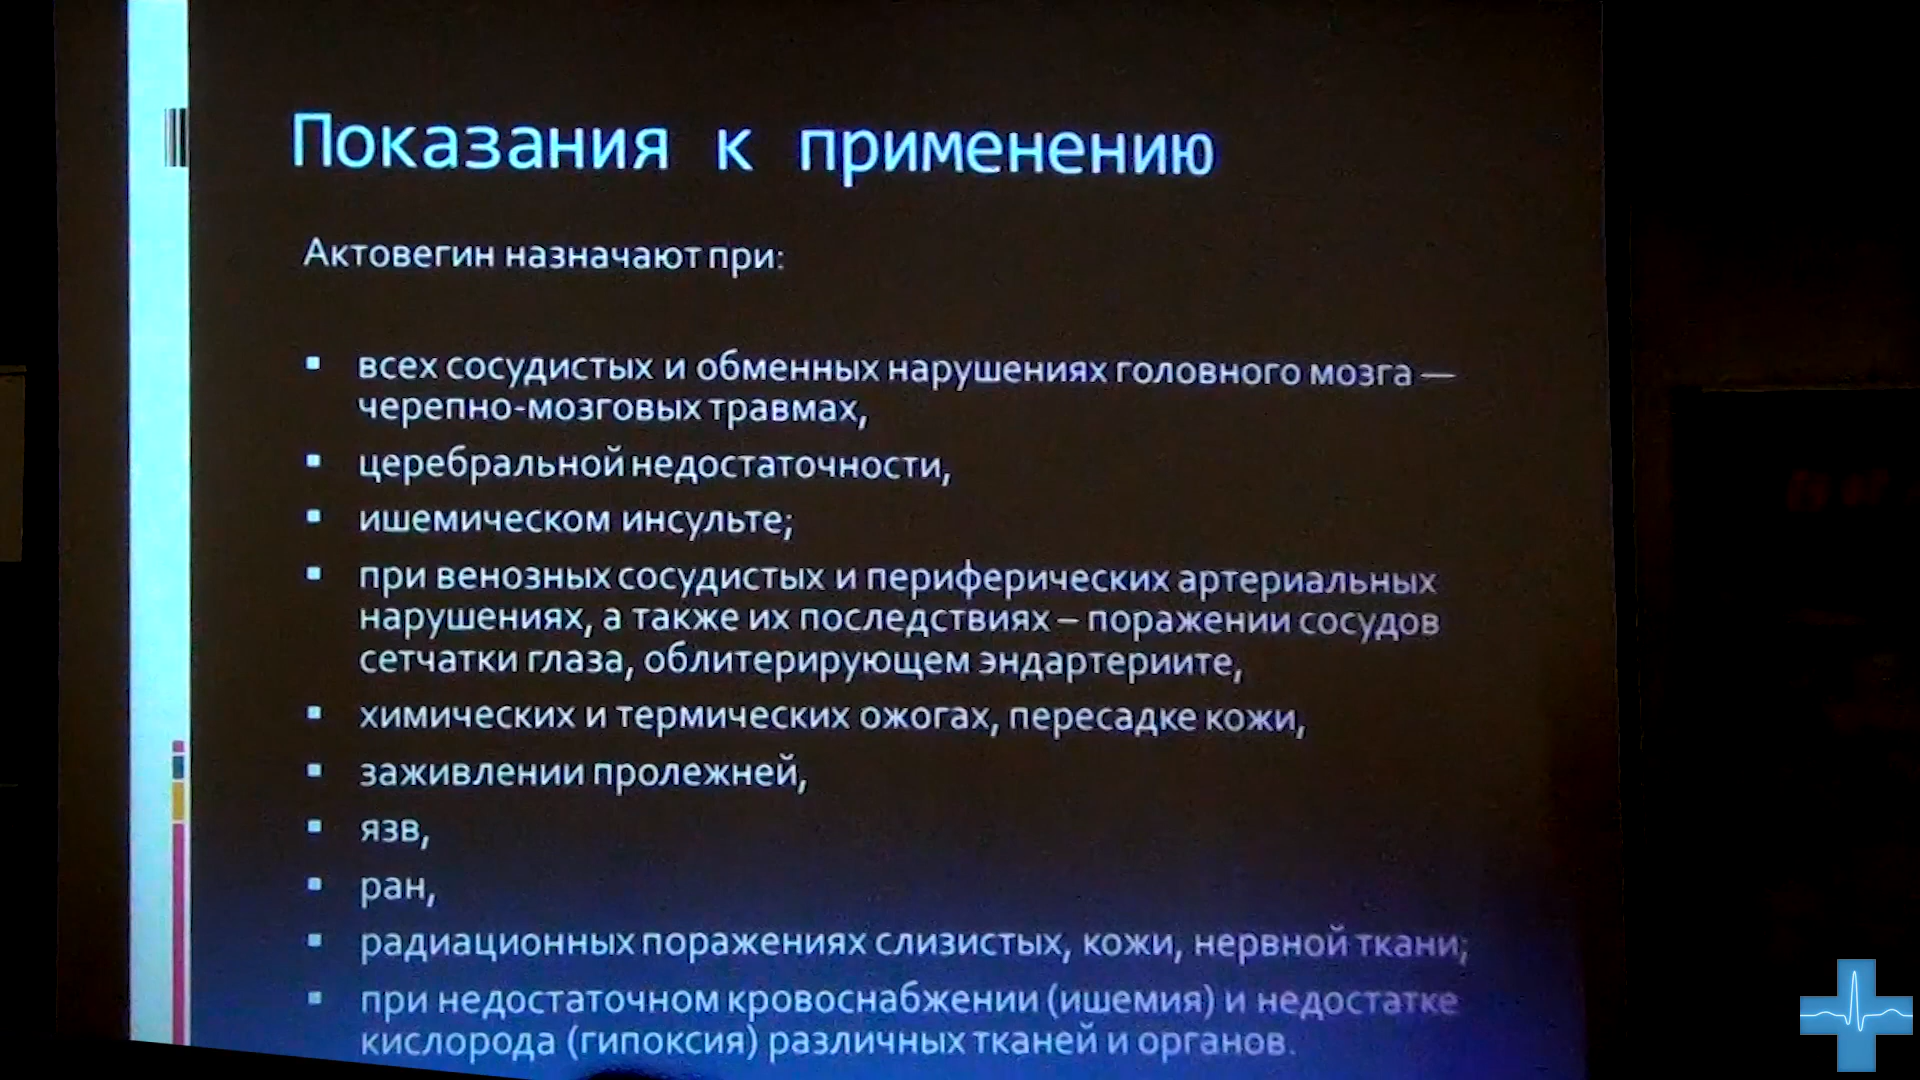 Показания к применению
Актовегин назначают при:
всех сосудистых и обменных нарушениях головного мозга —
черепно-мозговых травмах,
церебральной недостаточности,
ишемическом инсульте;
при венозных сосудистых и периферических артериальных
нарушениях, а также их последствиях – поражении сосудов
сетчатки глаза, облитерирующем эндартериите,
химических и термических ожогах, пересадке кожи,
заживлении пролежней,
язв,
ран,
радиационных поражениях слизистых, кожи, нервной ткани;
при недостаточном кровоснабжении (ишемия) и недостатке
кислорода (гипоксия) различных тканей и органов.